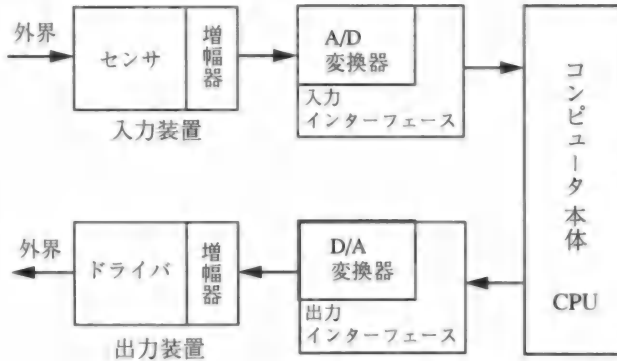 外界
センサ
増幅器
入力装置
A/D
変換器
入力
インターフェース
コンピュータ本体
CPU
外界
ドライバ
増幅器
出力装置
D/A
変換器
出力
インターフェース